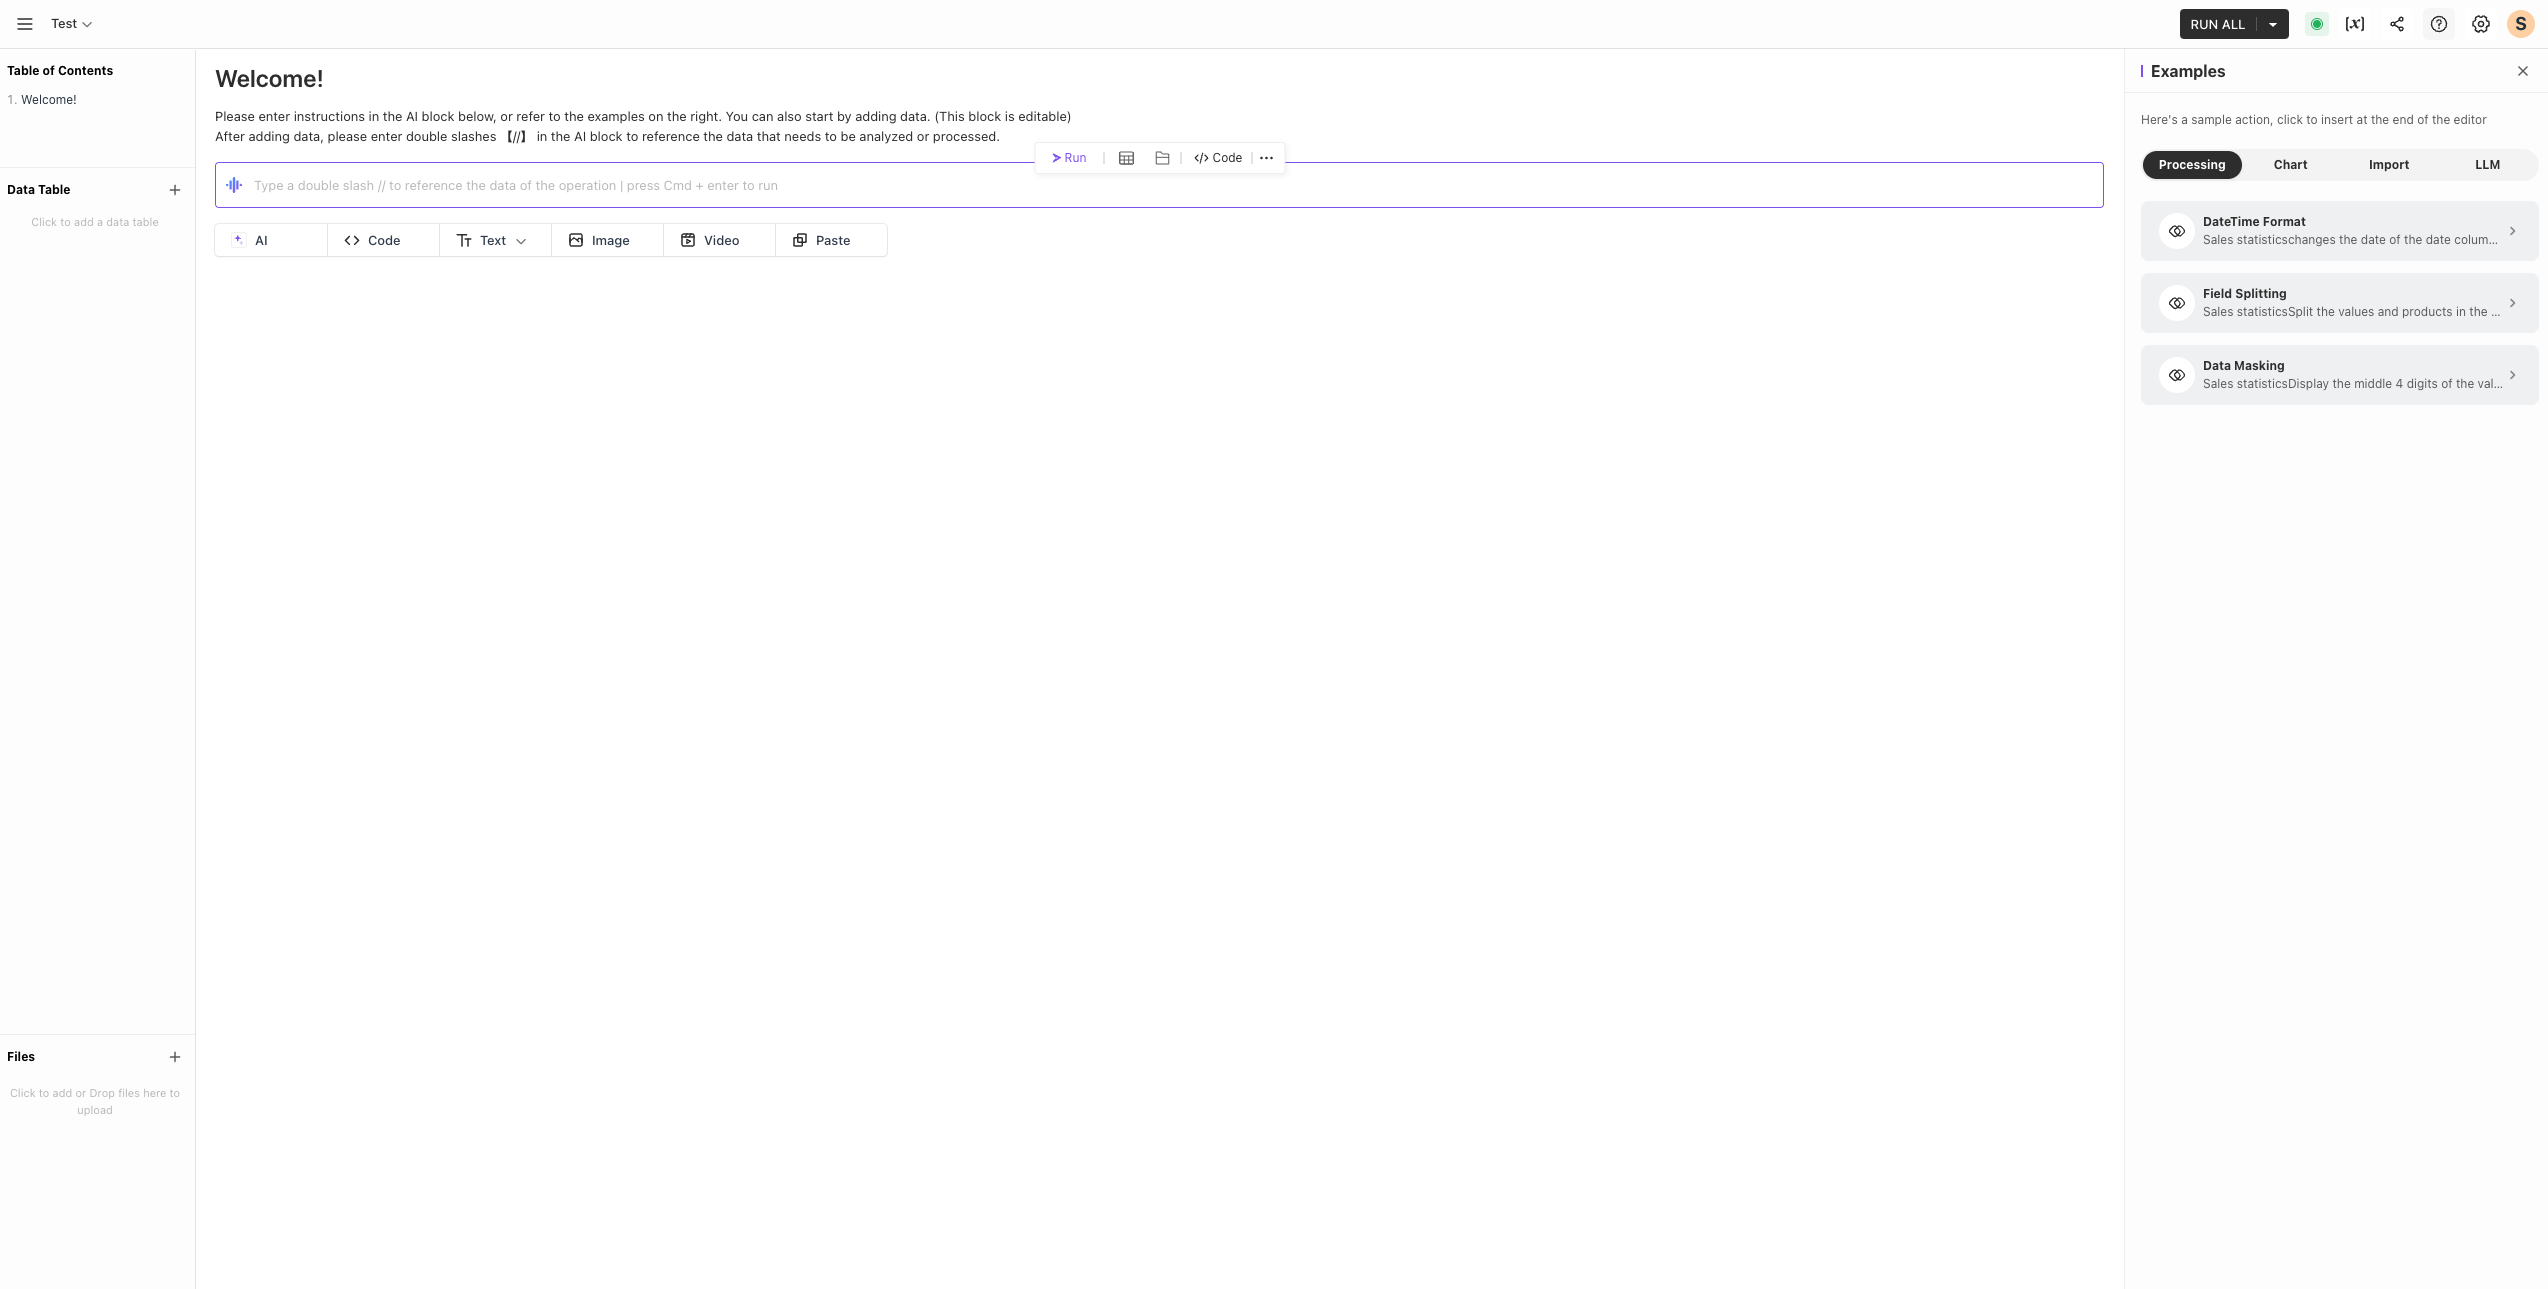 Test
RUN ALL
[x]
S
Table of Contents
1. Welcome!
Data Table
Click to add a data table
Files
Click to add or Drop files here to
upload
Welcome!
Please enter instructions in the AI block below, or refer to the examples on the right. You can also start by adding data. (This block is editable)
After adding data, please enter double slashes 【//】 in the AI block to reference the data that needs to be analyzed or processed.
Run
</> Code
Type a double slash // to reference the data of the operation | press Cmd + enter to run
AI
Code
Text
Image
Video
Paste
Examples
Here's a sample action, click to insert at the end of the editor
Processing
Chart
Import
LLM
DateTime Format
Sales statisticschanges the date of the date colum...
Field Splitting
Sales statisticsSplit the values and products in the ...
Data Masking
Sales statisticsDisplay the middle 4 digits of the val...